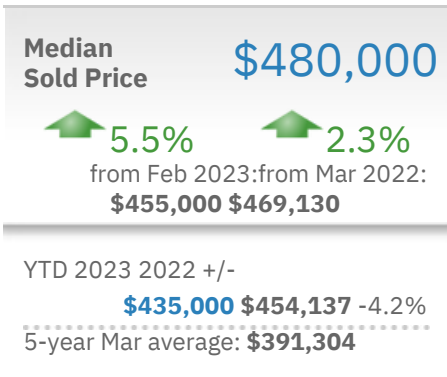 Median
Sold Price
$480,000
5.5%
2.3%
from Feb 2023:from Mar 2022:
$455,000 $469,130
YTD 2023 2022 +/-
$435,000 $454,137 -4.2%
5-year Mar average: $391,304